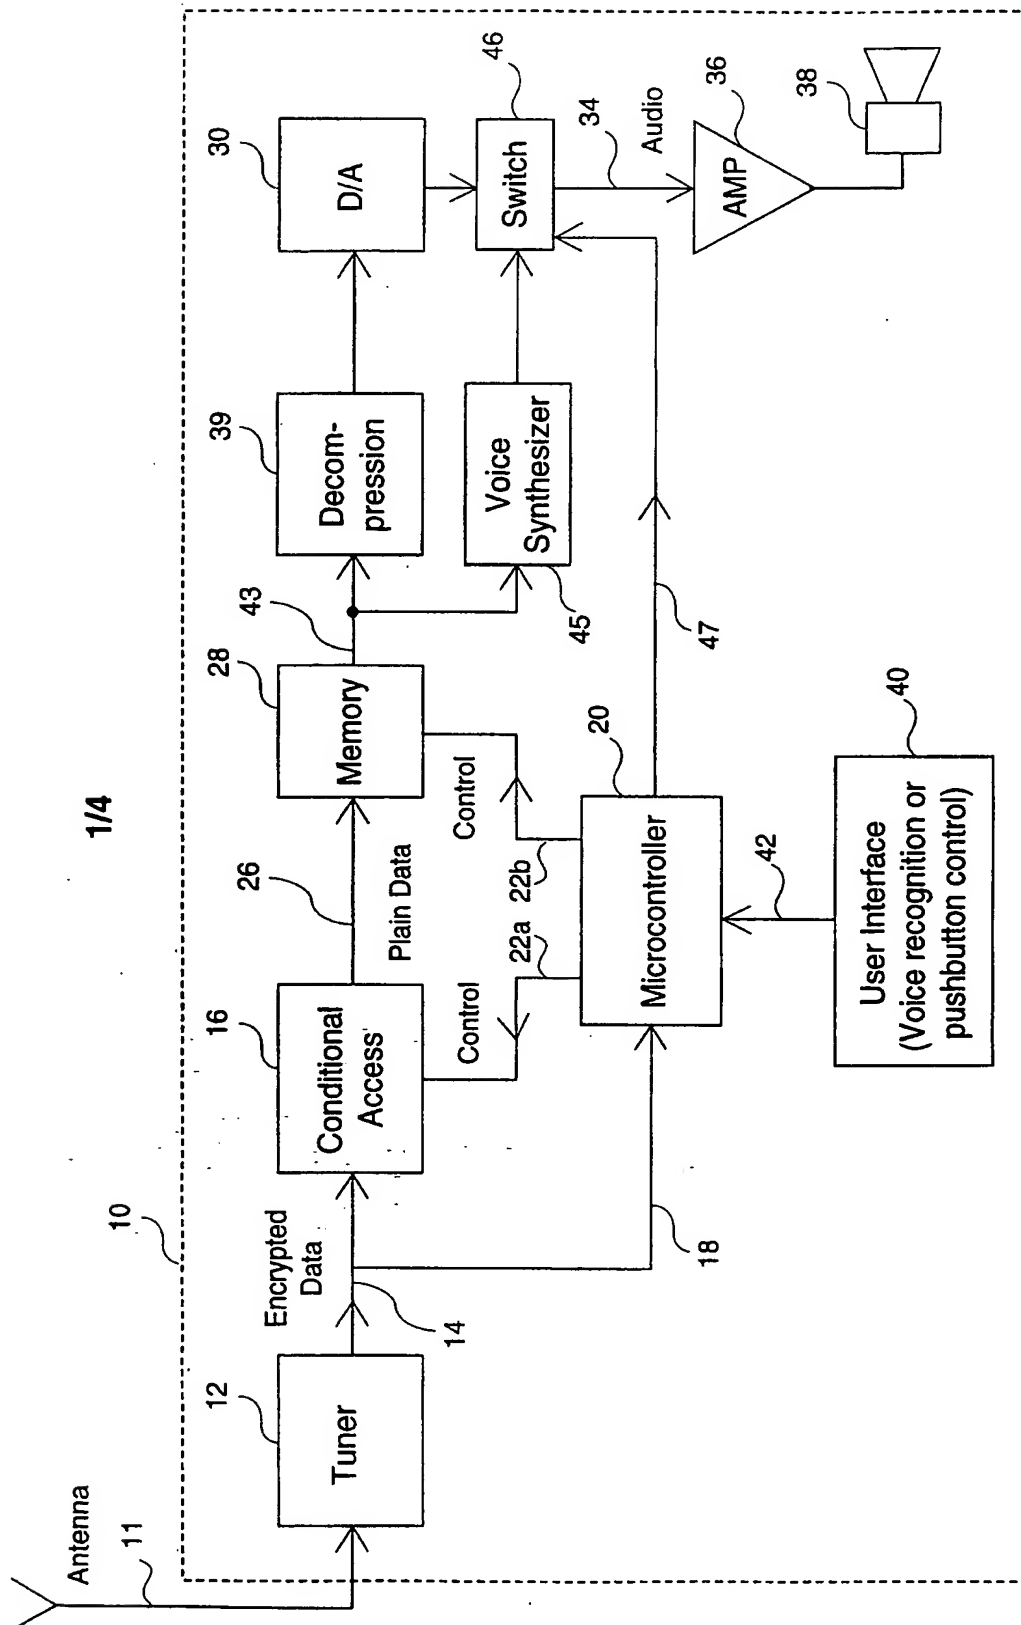 1/4
Antenna
11
10
12
Tuner
14
Encrypted
Data
16
Conditional
Access
18
26
Plain Data
28
Memory
43
39
Decom-
pression
30
D/A
Control
22a
Control
22b
20
Microcontroller
45
Voice
Synthesizer
46
Switch
34
Audio
36
AMP
38
47
42
40
User Interface
(Voice recognition or
pushbutton control)